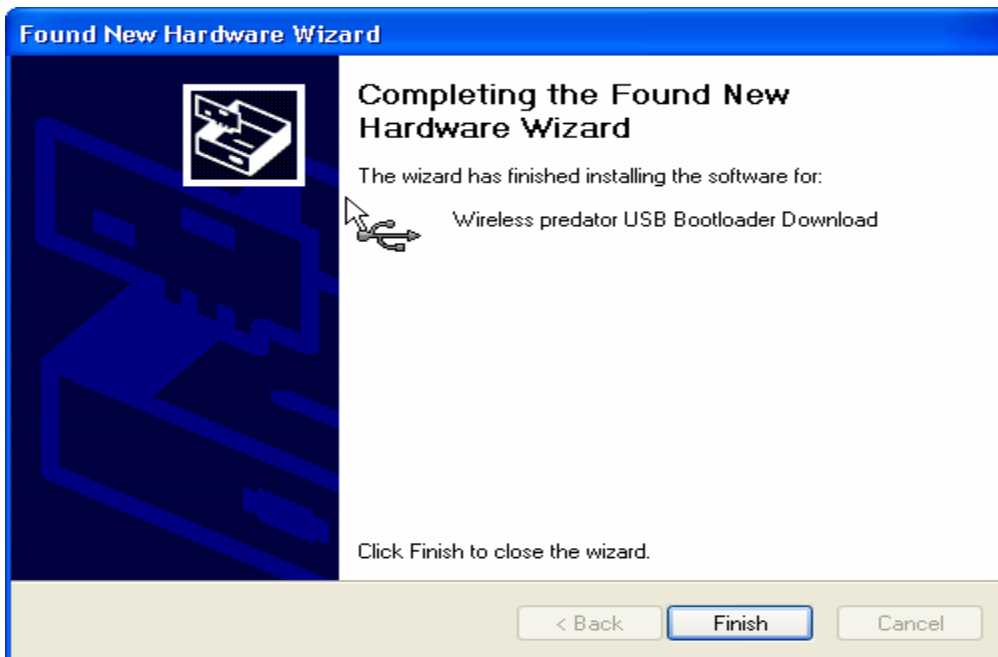 Found New Hardware Wizard
Completing the Found New
Hardware Wizard
The wizard has finished installing the software for:
Wireless predator USB Bootloader Download
Click Finish to close the wizard.
< Back Finish Cancel